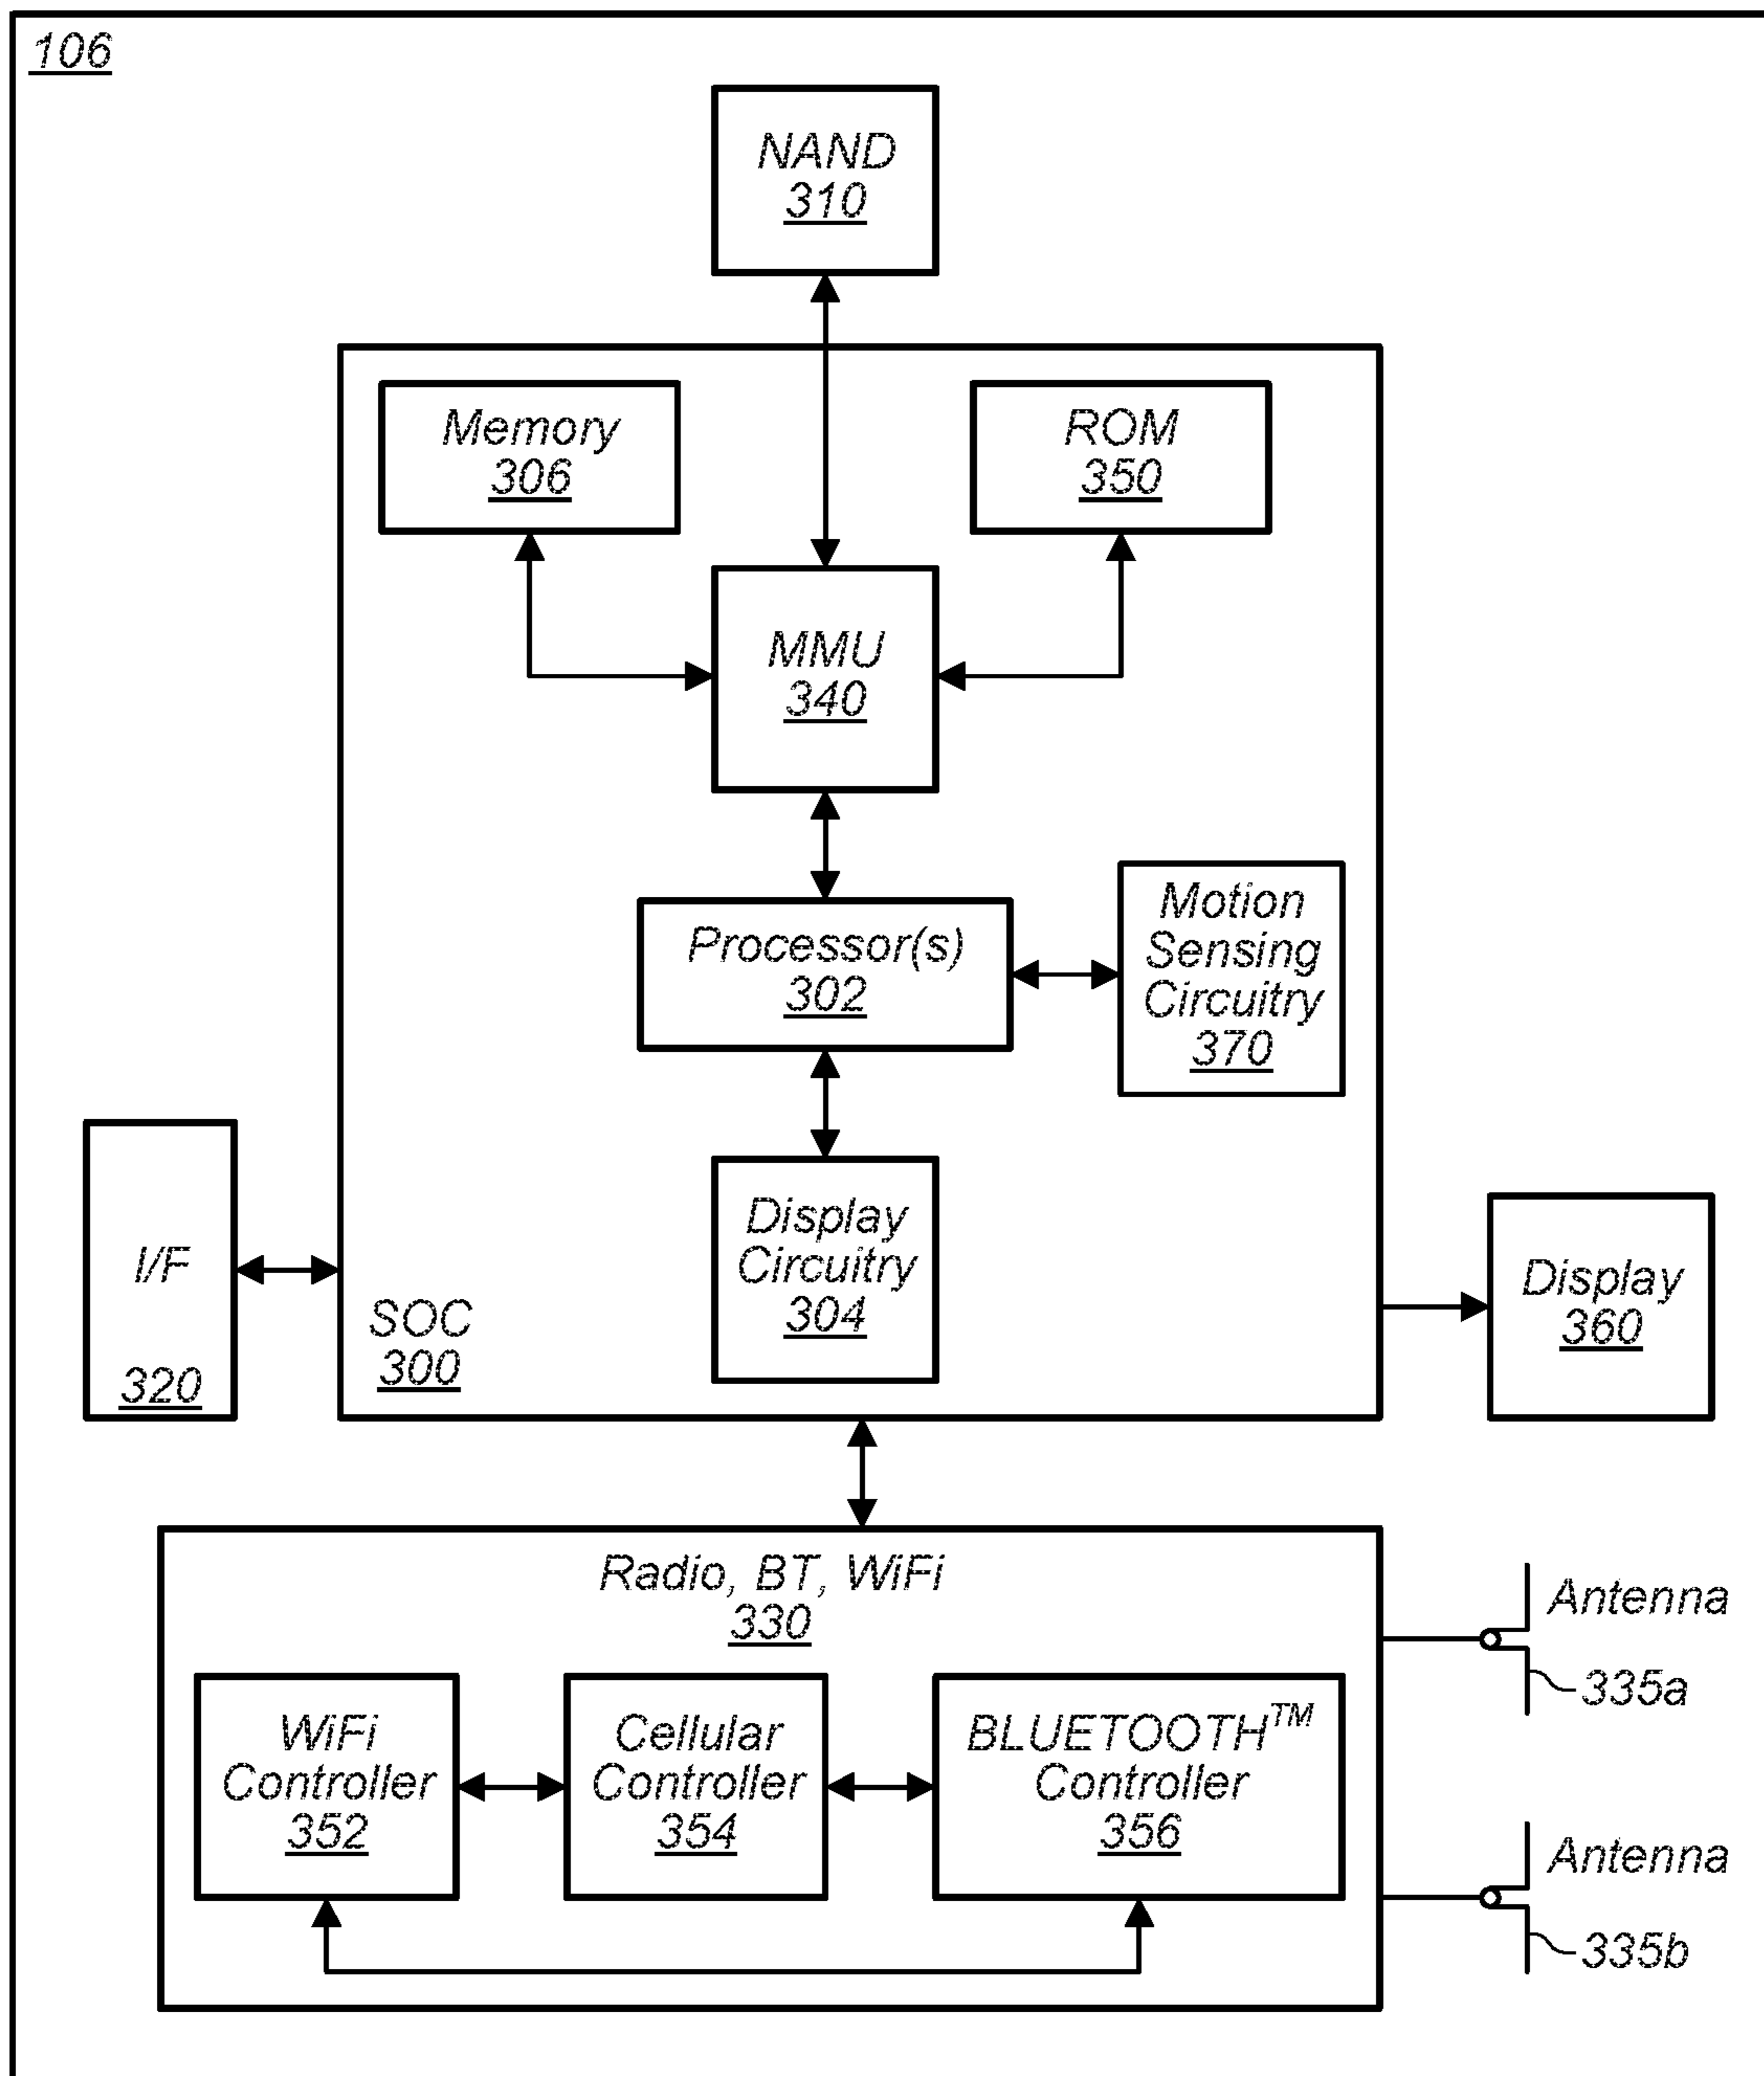 106
NAND
310
Memory
306
ROM
350
MMU
340
Processor(s)
302
Motion
Sensing
Circuitry
370
Display
Circuitry
304
I/F
320
SOC
300
Display
360
Radio, BT, WiFi
330
Antenna
335a
WiFi
Controller
352
Cellular
Controller
354
BLUETOOTH™
Controller
356
Antenna
335b